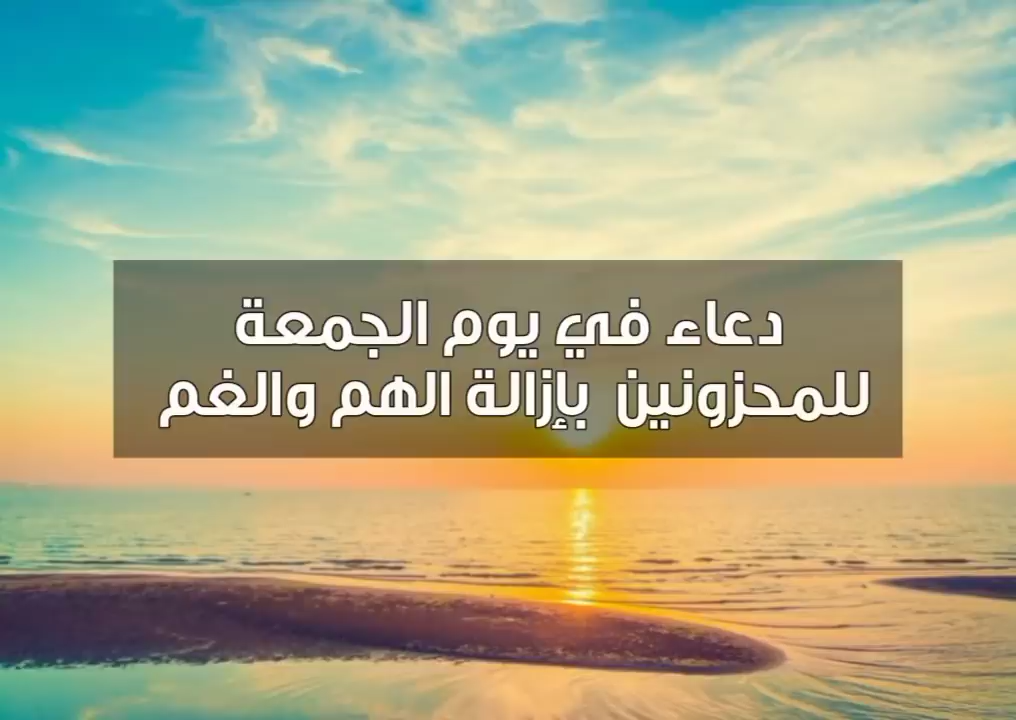 دعاء في يوم الجمعة
للمحزونين بإزالة الهم والغم